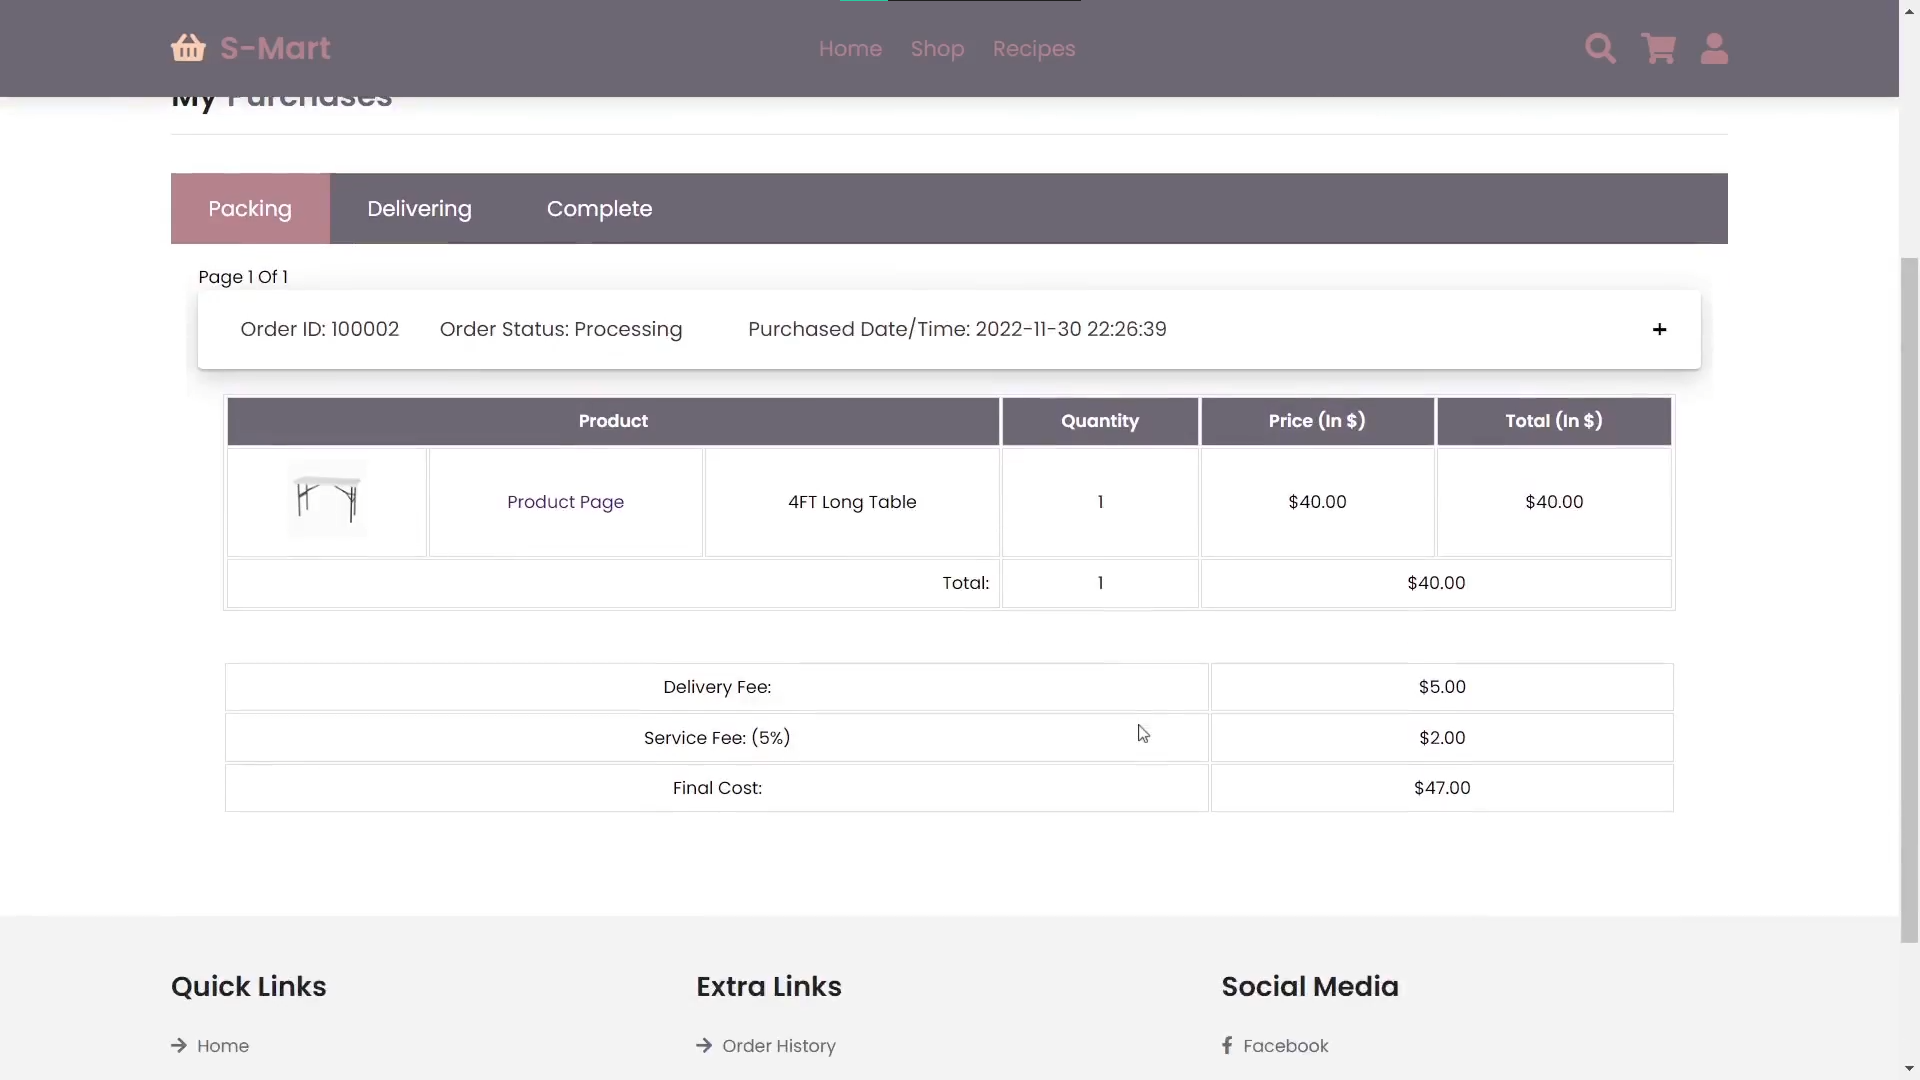 S-Mart
Home Shop Recipes
My Purchases
Packing Delivering Complete
Page 1 Of 1
Order ID: 100002 Order Status: Processing Purchased Date/Time: 2022-11-30 22:26:39 +
Product Quantity Price (In $) Total (In $)
Product Page 4FT Long Table 1 $40.00 $40.00
Total: 1 $40.00
Delivery Fee: $5.00
Service Fee: (5%) $2.00
Final Cost: $47.00
Quick Links Extra Links Social Media
Home Order History Facebook